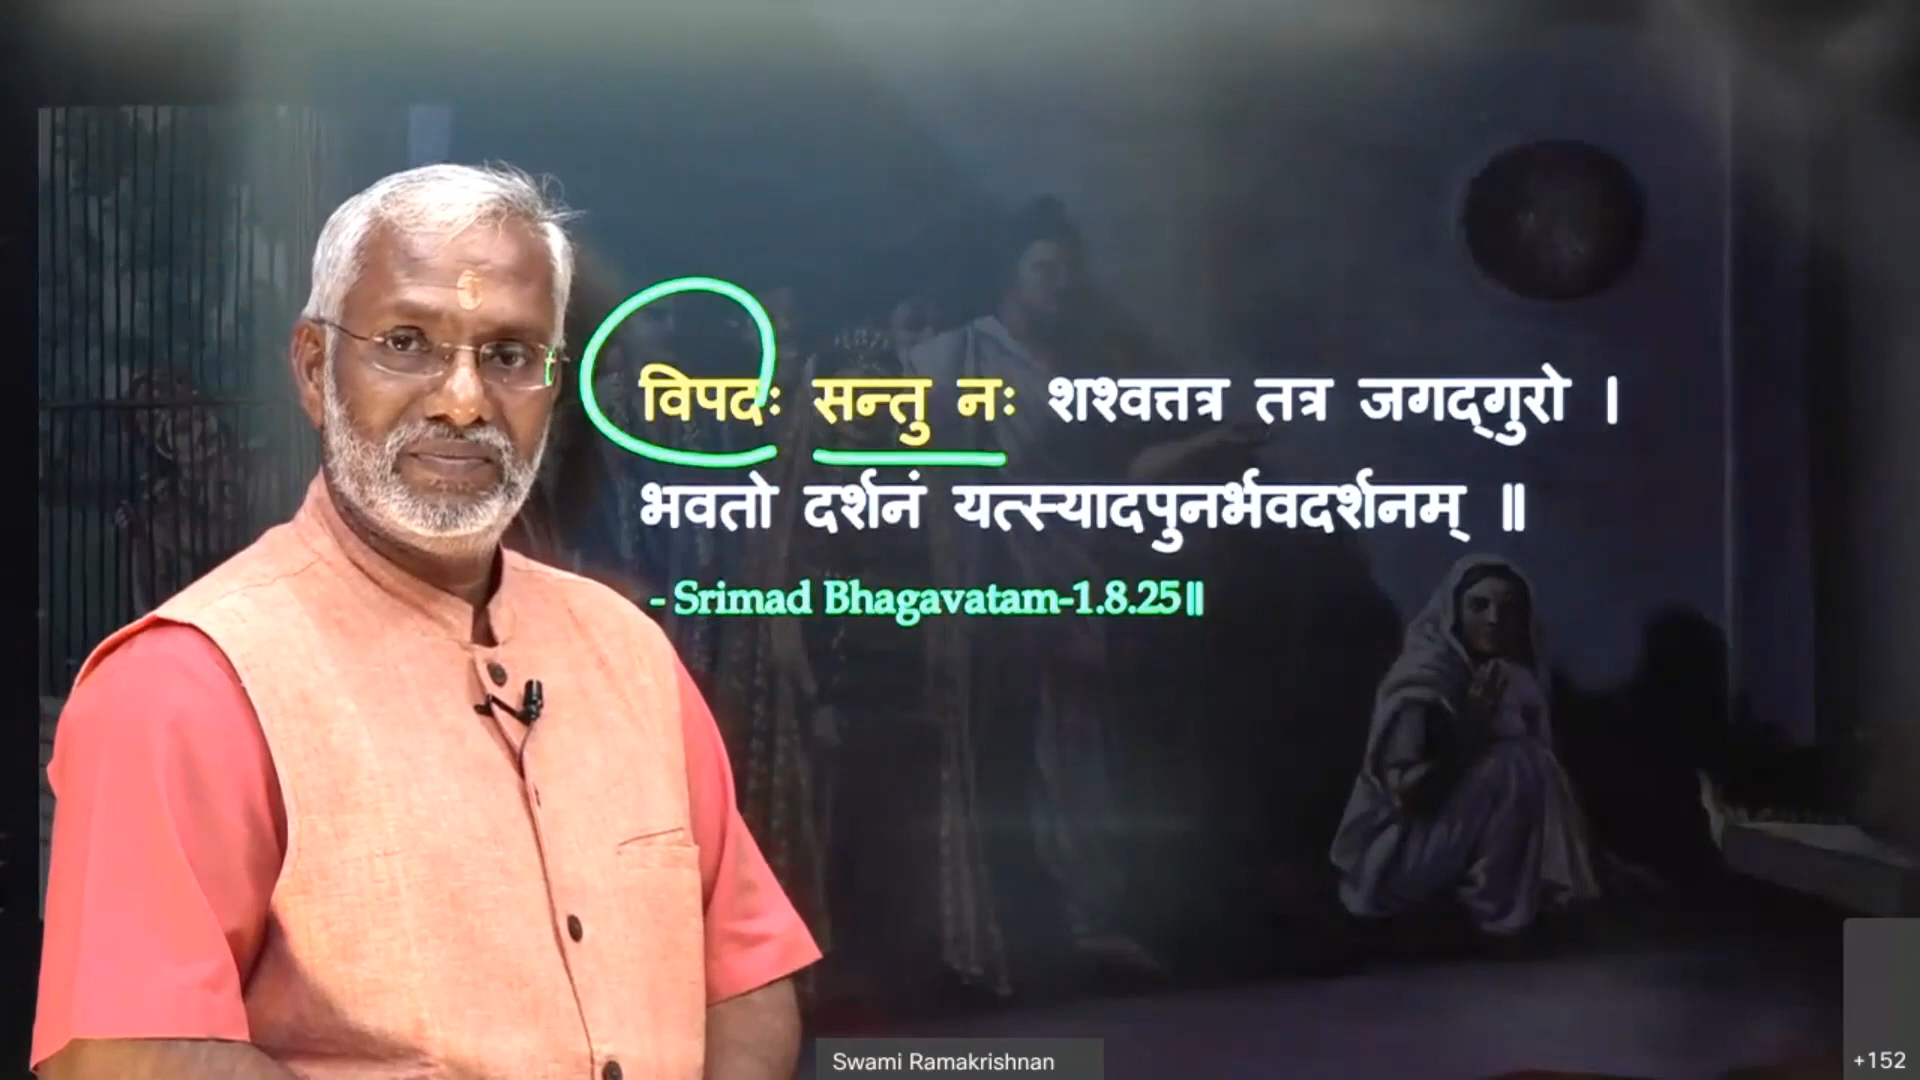 विपदः सन्तु नः शश्वत्तत्र तत्र जगद्‌गुरो ।
भवतो दर्शनं यत्स्यादपुनर्भवदर्शनम् ॥
- Srimad Bhagavatam-1.8.25॥
Swami Ramakrishnan
+152